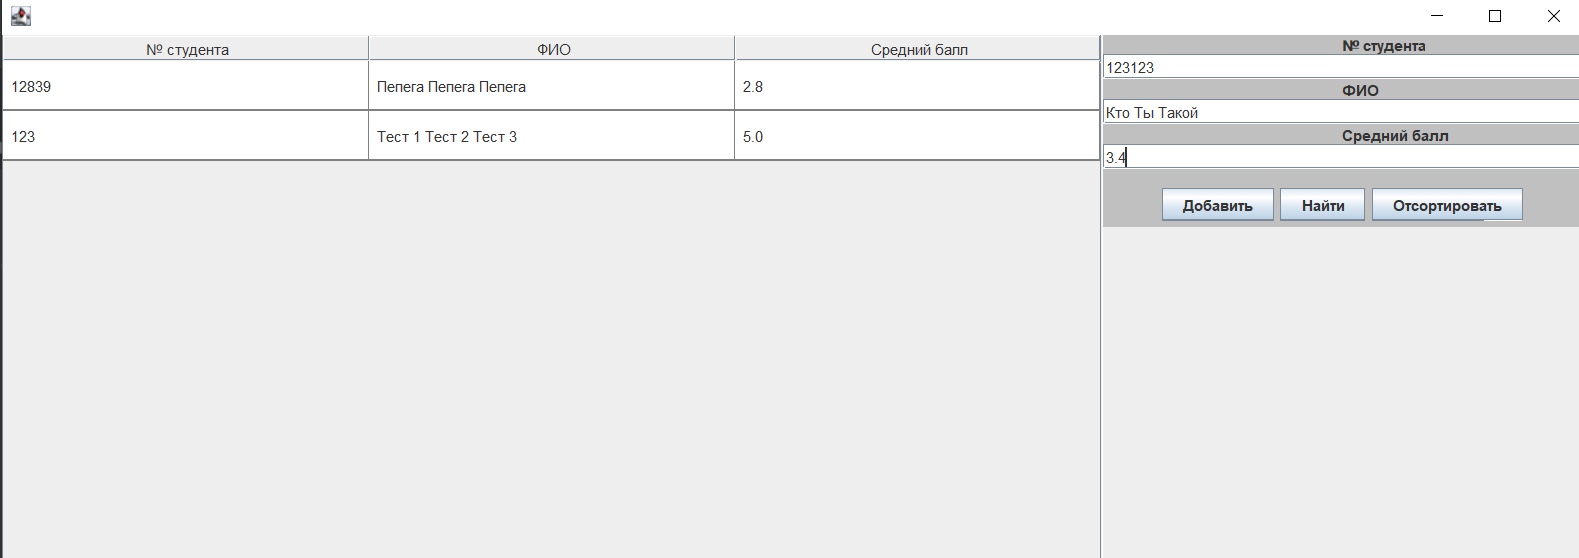 № студента ФИО Средний балл
12839 Пепега Пепега Пепега 2.8
123 Тест 1 Тест 2 Тест 3 5.0
№ студента
123123
ФИО
Кто Ты Такой
Средний балл
3.4
Добавить Найти Отсортировать